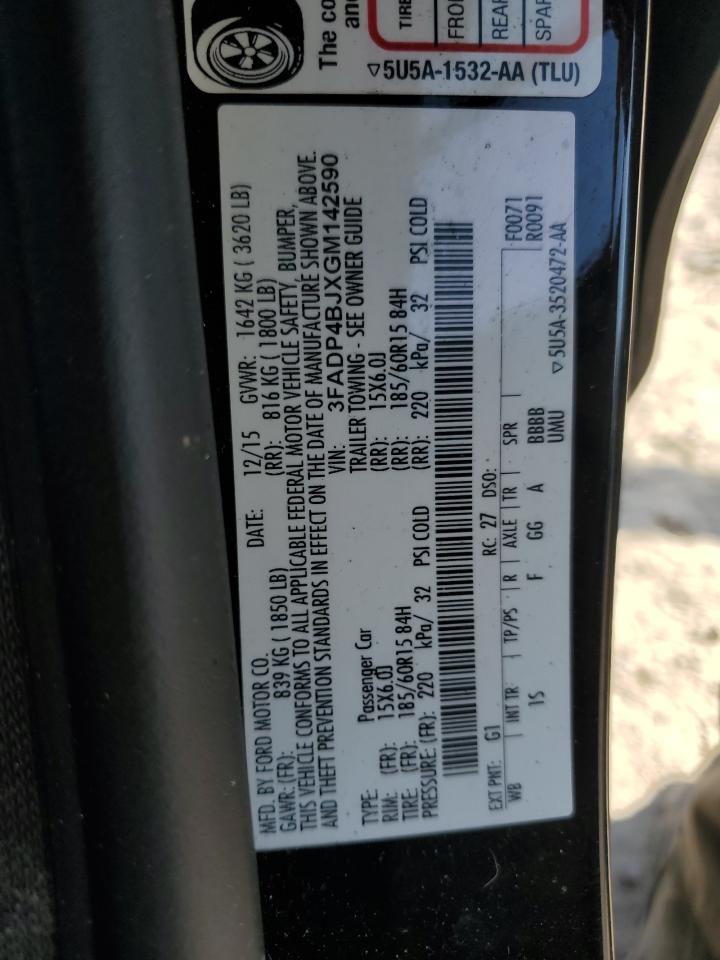 The co
an
TIRE
FRO
REAR
SPAR
▽5U5A-1532-AA (TLU)
MFD. BY FORD MOTOR CO. DATE: 12/15 GVWR: 1642 KG ( 3620 LB)
GAWR: (FR): 839 KG ( 1850 LB) (RR): 816 KG ( 1800 LB)
THIS VEHICLE CONFORMS TO ALL APPLICABLE FEDERAL MOTOR VEHICLE SAFETY, BUMPER,
AND THEFT PREVENTION STANDARDS IN EFFECT ON THE DATE OF MANUFACTURE SHOWN ABOVE.
VIN: 3FADP4BJXGM142590
TYPE: Passenger Car TRAILER TOWING - SEE OWNER GUIDE
RIM: (FR): 15X6.0J (RR): 15X6.0J
TIRE: (FR): 185/60R15 84H (RR): 185/60R15 84H
PRESSURE: (FR): 220 kPa/ 32 PSI COLD (RR): 220 kPa/ 32 PSI COLD
EXT PNT: G1 RC: 27 DSO: F0071
R0091
WB INT TR TP/PS R AXLE TR SPR
1S F GG A BBBB
UMU
▽5U5A-3520472-AA